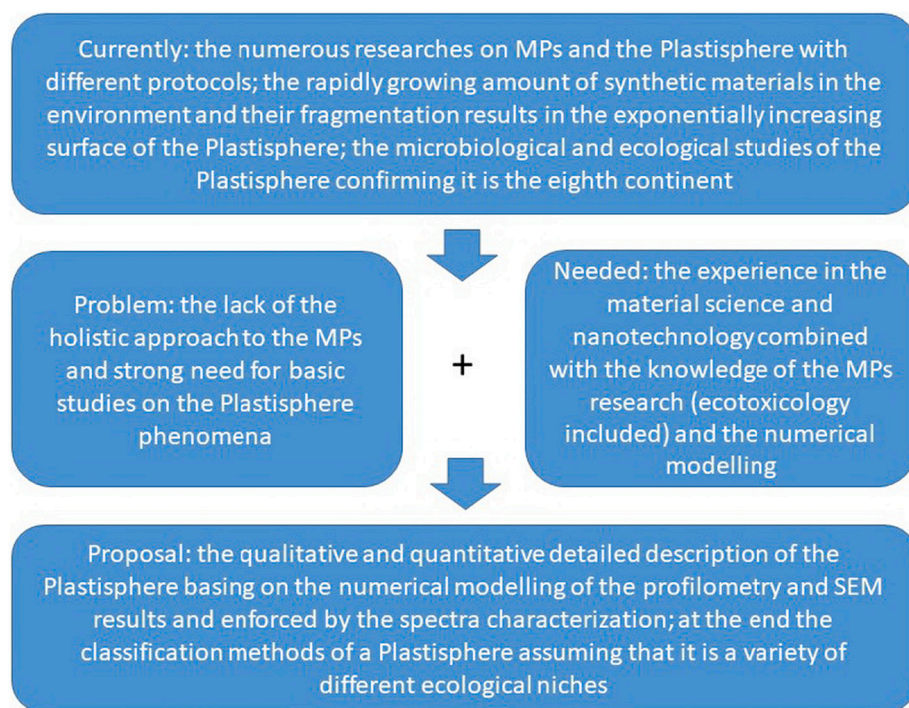 Currently: the numerous researches on MPs and the Plastisphere with
different protocols; the rapidly growing amount of synthetic materials in the
environment and their fragmentation results in the exponentially increasing
surface of the Plastisphere; the microbiological and ecological studies of the
Plastisphere confirming it is the eighth continent
Problem: the lack of the
holistic approach to the MPs
and strong need for basic
studies on the Plastisphere
phenomena
+
Needed: the experience in the
material science and
nanotechnology combined
with the knowledge of the MPs
research (ecotoxicology
included) and the numerical
modelling
Proposal: the qualitative and quantitative detailed description of the
Plastisphere basing on the numerical modelling of the profilometry and SEM
results and enforced by the spectra characterization; at the end the
classification methods of a Plastisphere assuming that it is a variety of
different ecological niches